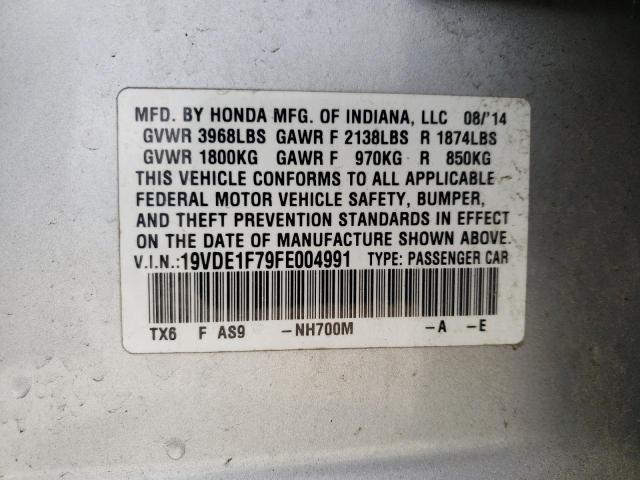 MFD. BY HONDA MFG. OF INDIANA, LLC 08/'14
GVWR 3968LBS GAWR F 2138LBS R 1874LBS
GVWR 1800KG GAWR F 970KG R 850KG
THIS VEHICLE CONFORMS TO ALL APPLICABLE
FEDERAL MOTOR VEHICLE SAFETY, BUMPER,
AND THEFT PREVENTION STANDARDS IN EFFECT
ON THE DATE OF MANUFACTURE SHOWN ABOVE.
V.I.N.:19VDE1F79FE004991 TYPE: PASSENGER CAR
TX6 F AS9 -NH700M -A -E